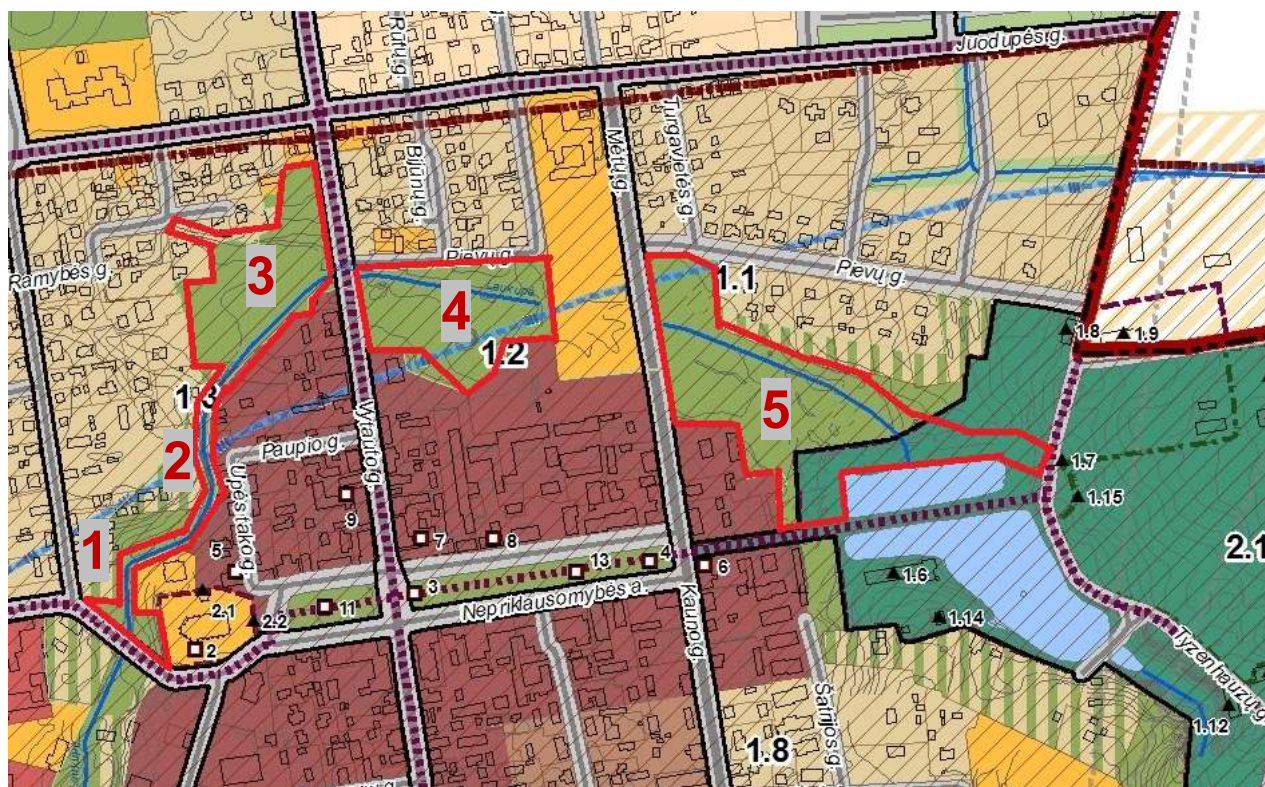 Juodupės g.
Rūtų g.
Bijūnų g.
Mėtų g.
Turgavietės g.
Ramybės g.
Pievų g.
Laukupė
Pievų g.
3
4
1.1
1.2
1.8
1.9
1.3
2
5
Vytauto g.
Paupio g.
Upės tako g.
1
9
7
8
1.7
1.15
5
2.1
2.2
2
11
3
13
4
6
Nepriklausomybės a.
Kauno g.
1.6
1.14
2.1
Tyzenhauzų g.
1.12
Šatrijos g.
1.8